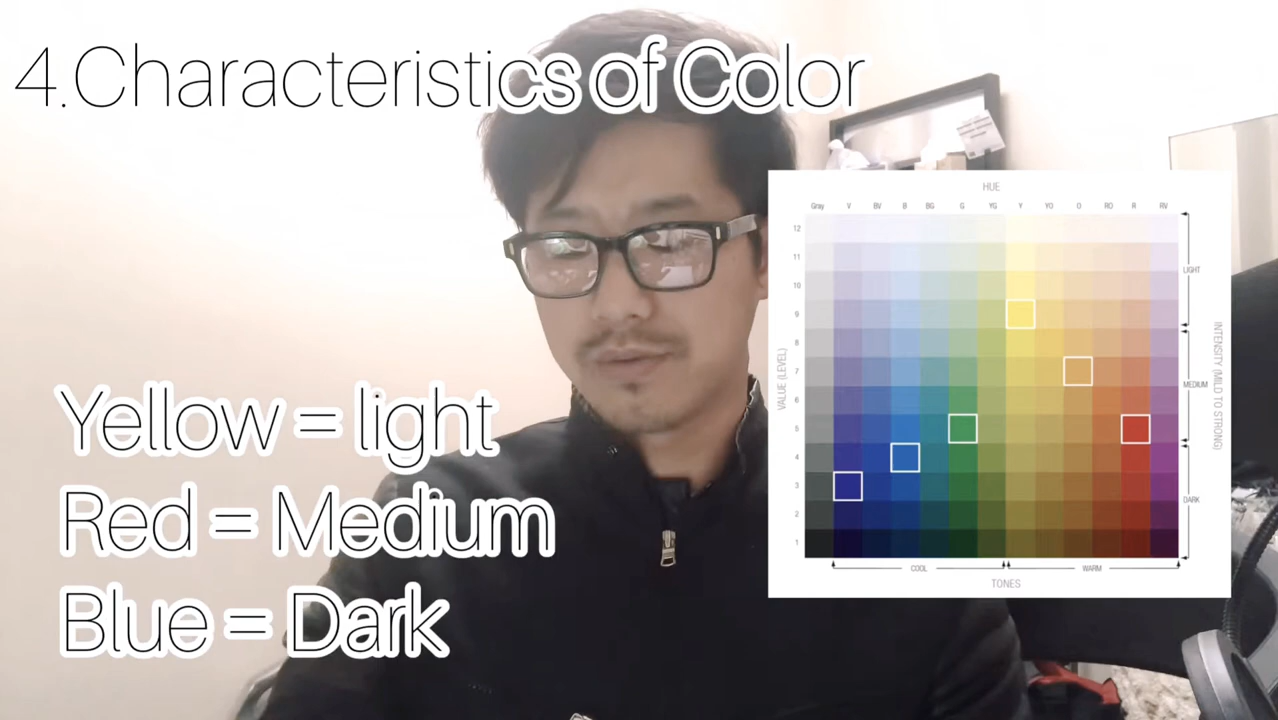 4.Characteristics of Color
Yellow = light
Red = Medium
Blue = Dark
HUE
Gray V BV B BG G YG Y YO O RO R RV
12
11
10
9
8
7
6
5
4
3
2
1
VALUE (LEVEL)
LIGHT
MEDIUM
DARK
INTENSITY (MILD TO STRONG)
COOL WARM
TONES